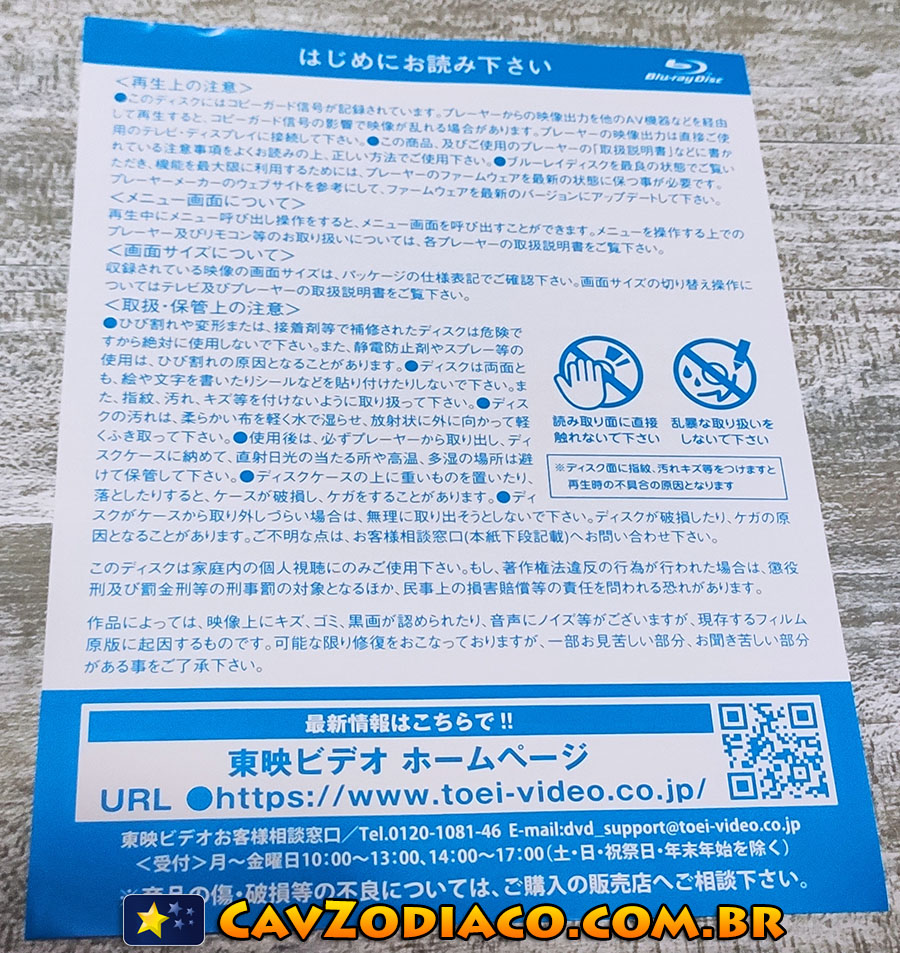 はじめにお読み下さい
Blu-ray Disc
＜再生上の注意＞
●このディスクにはコピーガード信号が記録されています。プレーヤーからの映像出力を他のAV機器などを経由
して再生すると、コピーガード信号の影響で映像が乱れる場合があります。プレーヤーの映像出力は直接ご使
用のテレビ・ディスプレイに接続して下さい。●この商品、及びご使用のプレーヤーの「取扱説明書」などに書か
れている注意事項をよくお読みの上、正しい方法でご使用下さい。●ブルーレイディスクを最良の状態でご覧い
ただき、機能を最大限に利用するためには、プレーヤーのファームウェアを最新の状態に保つ事が必要です。
プレーヤーメーカーのウェブサイトを参考にして、ファームウェアを最新のバージョンにアップデートして下さい。
＜メニュー画面について＞
再生中にメニュー呼び出し操作をすると、メニュー画面を呼び出すことができます。メニューを操作する上での
プレーヤー及びリモコン等のお取り扱いについては、各プレーヤーの取扱説明書をご覧下さい。
＜画面サイズについて＞
収録されている映像の画面サイズは、パッケージの仕様表記でご確認下さい。画面サイズの切り替え操作に
ついてはテレビ及びプレーヤーの取扱説明書をご覧下さい。
＜取扱・保管上の注意＞
●ひび割れや変形または、接着剤等で補修されたディスクは危険で
すから絶対に使用しないで下さい。また、静電防止剤やスプレー等の
使用は、ひび割れの原因となることがあります。●ディスクは両面と
も、絵や文字を書いたりシールなどを貼り付けたりしないで下さい。ま
た、指紋、汚れ、キズ等を付けないように取り扱って下さい。●ディス
クの汚れは、柔らかい布を軽く水で湿らせ、放射状に外に向かって軽
くふき取って下さい。●使用後は、必ずプレーヤーから取り出し、ディ
スクケースに納めて、直射日光の当たる所や高温、多湿の場所は避
けて保管して下さい。●ディスクケースの上に重いものを置いたり、
落としたりすると、ケースが破損し、ケガをすることがあります。●ディ
スクがケースから取り外しづらい場合は、無理に取り出そうとしないで下さい。ディスクが破損したり、ケガの原
因となることがあります。ご不明な点は、お客様相談窓口(本紙下段記載)へお問い合わせ下さい。
読み取り面に直接
触れないで下さい
乱暴な取り扱いを
しないで下さい
※ディスク面に指紋、汚れキズ等をつけますと
再生時の不具合の原因となります
このディスクは家庭内の個人視聴にのみご使用下さい。もし、著作権法違反の行為が行われた場合は、懲役
刑及び罰金刑等の刑事罰の対象となるほか、民事上の損害賠償等の責任を問われる恐れがあります。
作品によっては、映像上にキズ、ゴミ、黒画が認められたり、音声にノイズ等がございますが、現存するフィルム
原版に起因するものです。可能な限り修復をおこなっておりますが、一部お見苦しい部分、お聞き苦しい部分
がある事をご了承下さい。
最新情報はこちらで!!
東映ビデオ ホームページ
URL ●https://www.toei-video.co.jp/
東映ビデオお客様相談窓口／Tel.0120-1081-46 E-mail:dvd_support@toei-video.co.jp
＜受付＞月〜金曜日10:00〜13:00、14:00〜17:00(土・日・祝祭日・年末年始を除く)
※商品の傷・破損等の不良については、ご購入の販売店へご相談下さい。
CavZodiaco.com.br